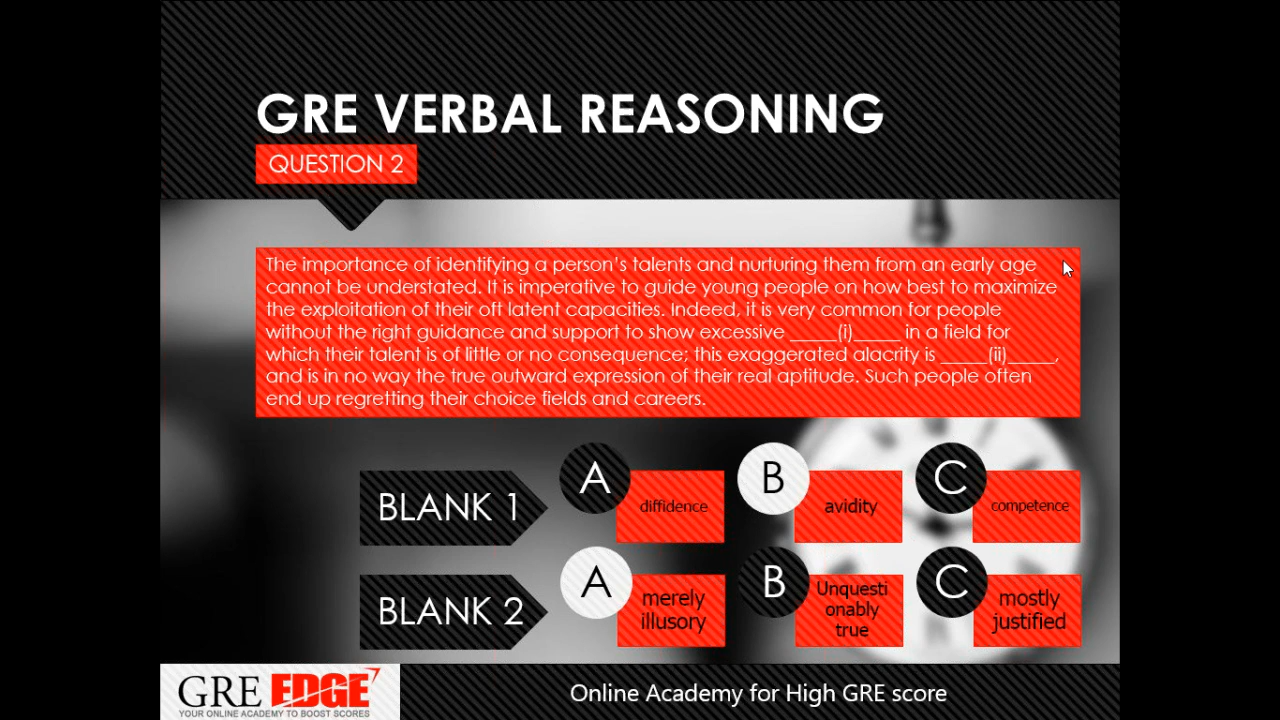 GRE VERBAL REASONING
QUESTION 2
The importance of identifying a person's talents and nurturing them from an early age
cannot be understated. It is imperative to guide young people on how best to maximize
the exploitation of their oft latent capacities. Indeed, it is very common for people
without the right guidance and support to show excessive _____(i)_____ in a field for
which their talent is of little or no consequence; this exaggerated alacrity is _____(ii)_____,
and is in no way the true outward expression of their real aptitude. Such people often
end up regretting their choice fields and careers.
BLANK 1
A
diffidence
B
avidity
C
competence
BLANK 2
A
merely
illusory
B
Unquesti
onably
true
C
mostly
justified
GRE EDGE
YOUR ONLINE ACADEMY TO BOOST SCORES
Online Academy for High GRE score